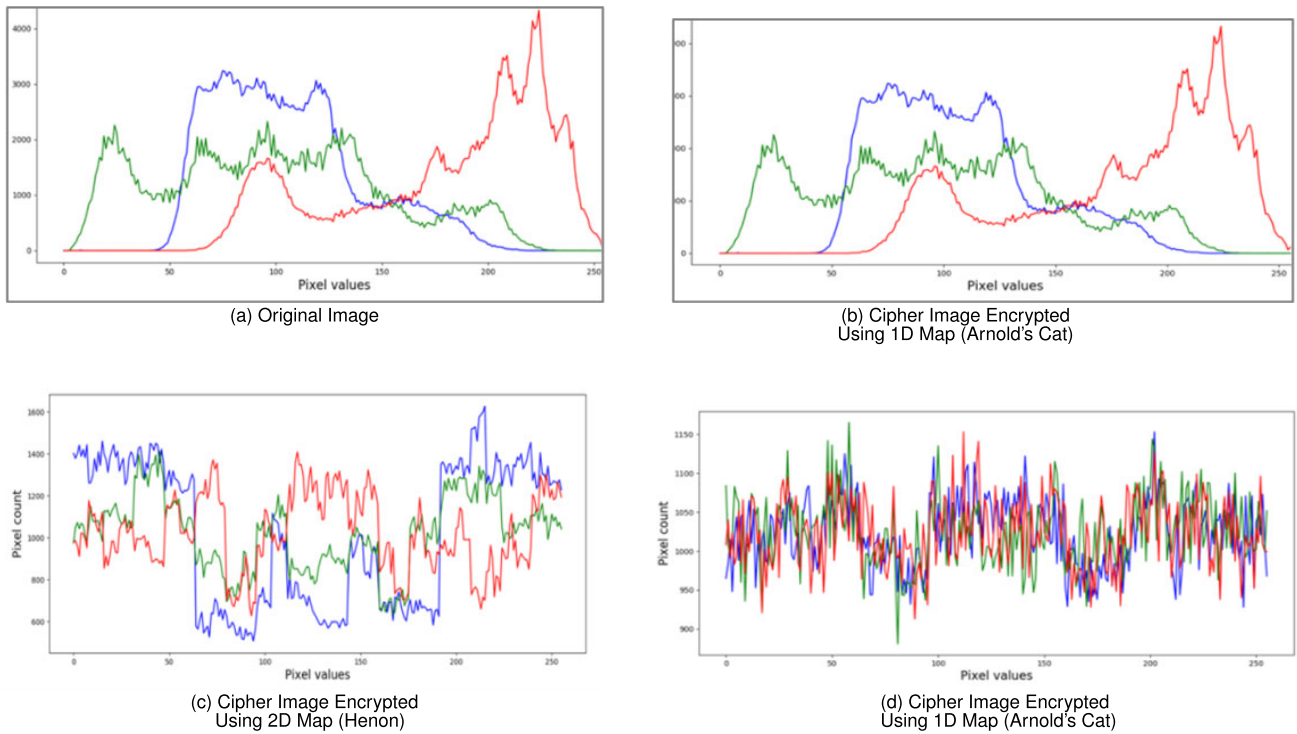 4000
3000
2000
1000
0
0 50 100 150 200 250
Pixel values
(a) Original Image
00
00
00
00
0
0 50 100 150 200 250
Pixel values
(b) Cipher Image Encrypted
Using 1D Map (Arnold's Cat)
1600
1400
1200
1000
800
600
Pixel count
0 50 100 150 200 250
Pixel values
(c) Cipher Image Encrypted
Using 2D Map (Henon)
1150
1100
1050
1000
950
900
Pixel count
0 50 100 150 200 250
Pixel values
(d) Cipher Image Encrypted
Using 1D Map (Arnold's Cat)